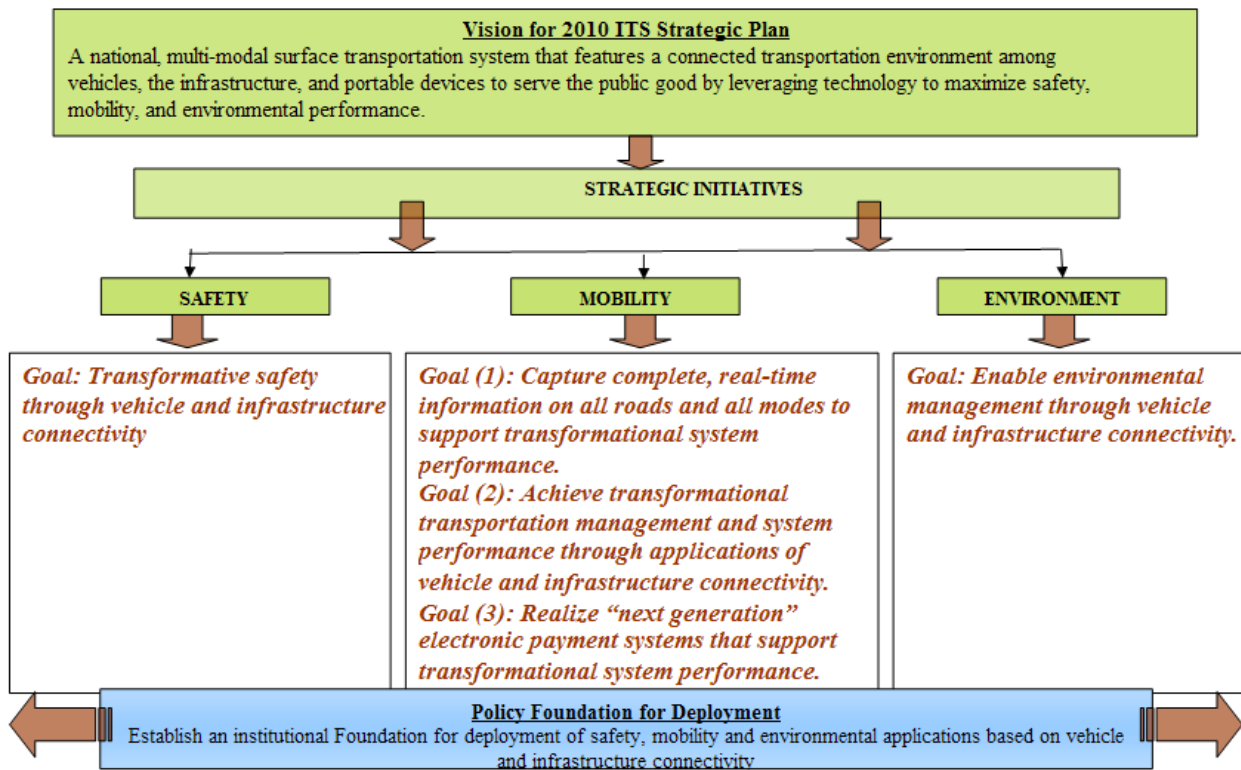 Vision for 2010 ITS Strategic Plan
A national, multi-modal surface transportation system that features a connected transportation environment among
vehicles, the infrastructure, and portable devices to serve the public good by leveraging technology to maximize safety,
mobility, and environmental performance.
STRATEGIC INITIATIVES
SAFETY
MOBILITY
ENVIRONMENT
Goal: Transformative safety
through vehicle and infrastructure
connectivity
Goal (1): Capture complete, real-time
information on all roads and all modes to
support transformational system
performance.
Goal (2): Achieve transformational
transportation management and system
performance through applications of
vehicle and infrastructure connectivity.
Goal (3): Realize “next generation”
electronic payment systems that support
transformational system performance.
Goal: Enable environmental
management through vehicle
and infrastructure connectivity.
Policy Foundation for Deployment
Establish an institutional Foundation for deployment of safety, mobility and environmental applications based on vehicle
and infrastructure connectivity